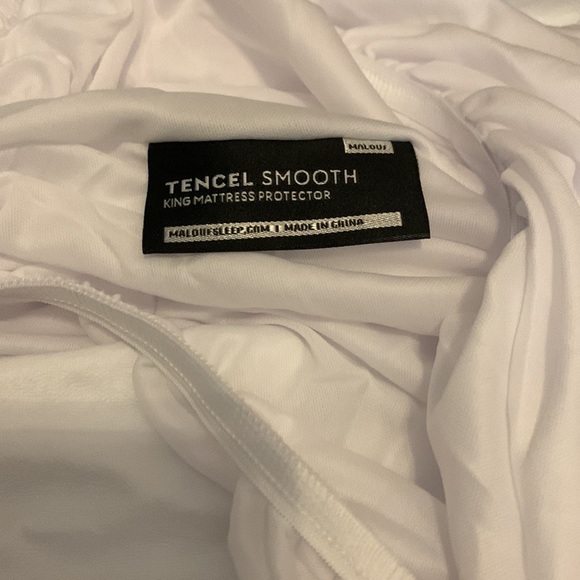 MALOUF
TENCEL SMOOTH
KING MATTRESS PROTECTOR
MALOUFSLEEP.COM | MADE IN CHINA